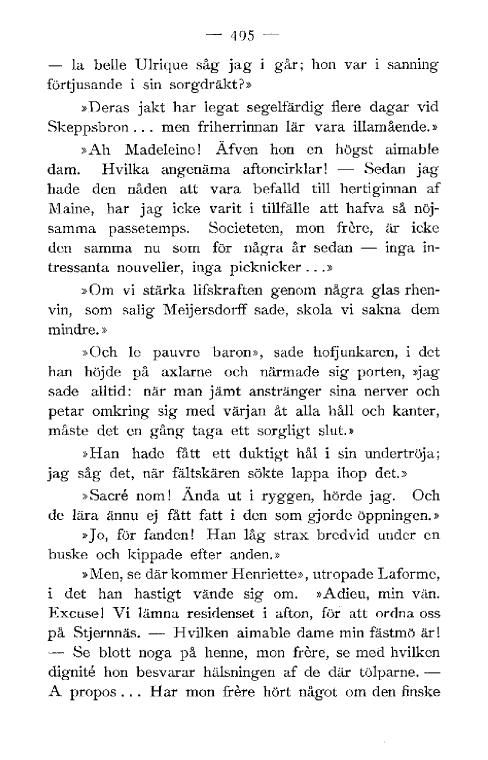 — 495 —
— la belle Ulrique såg jag i går; hon var i sanning
förtjusande i sin sorgdräkt?»
»Deras jakt har legat segelfärdig flere dagar vid
Skeppsbron . . . men friherrinnan lär vara illamående.»
»Ah Madeleine! Äfven hon en högst aimable
dam. Hvilka angenäma aftoncirklar! — Sedan jag
hade den nåden att vara befalld till hertiginnan af
Maine, har jag icke varit i tillfälle att hafva så nöj-
samma passetemps. Societeten, mon frère, är icke
den samma nu som för några år sedan — inga in-
tressanta nouveller, inga picknicker . . .»
»Om vi stärka lifskraften genom några glas rhen-
vin, som salig Meijersdorff sade, skola vi sakna dem
mindre.»
»Och le pauvre baron», sade hofjunkaren, i det
han höjde på axlarne och närmade sig porten, »jag
sade alltid: när man jämt anstränger sina nerver och
petar omkring sig med värjan åt alla håll och kanter,
måste det en gång taga ett sorgligt slut.»
»Han hade fått ett duktigt hål i sin undertröja;
jag såg det, när fältskären sökte lappa ihop det.»
»Sacré nom! Ända ut i ryggen, hörde jag. Och
de lära ännu ej fått fatt i den som gjorde öppningen.»
»Jo, för fanden! Han låg strax bredvid under en
buske och kippade efter anden.»
»Men, se där kommer Henriette», utropade Laforme,
i det han hastigt vände sig om. »Adieu, min vän.
Excuse! Vi lämna residenset i afton, för att ordna oss
på Stjernnäs. — Hvilken aimable dame min fästmö är!
— Se blott noga på henne, mon frère, se med hvilken
dignité hon besvarar hälsningen af de där tölparne. —
A propos . . . Har mon frère hört något om den finske